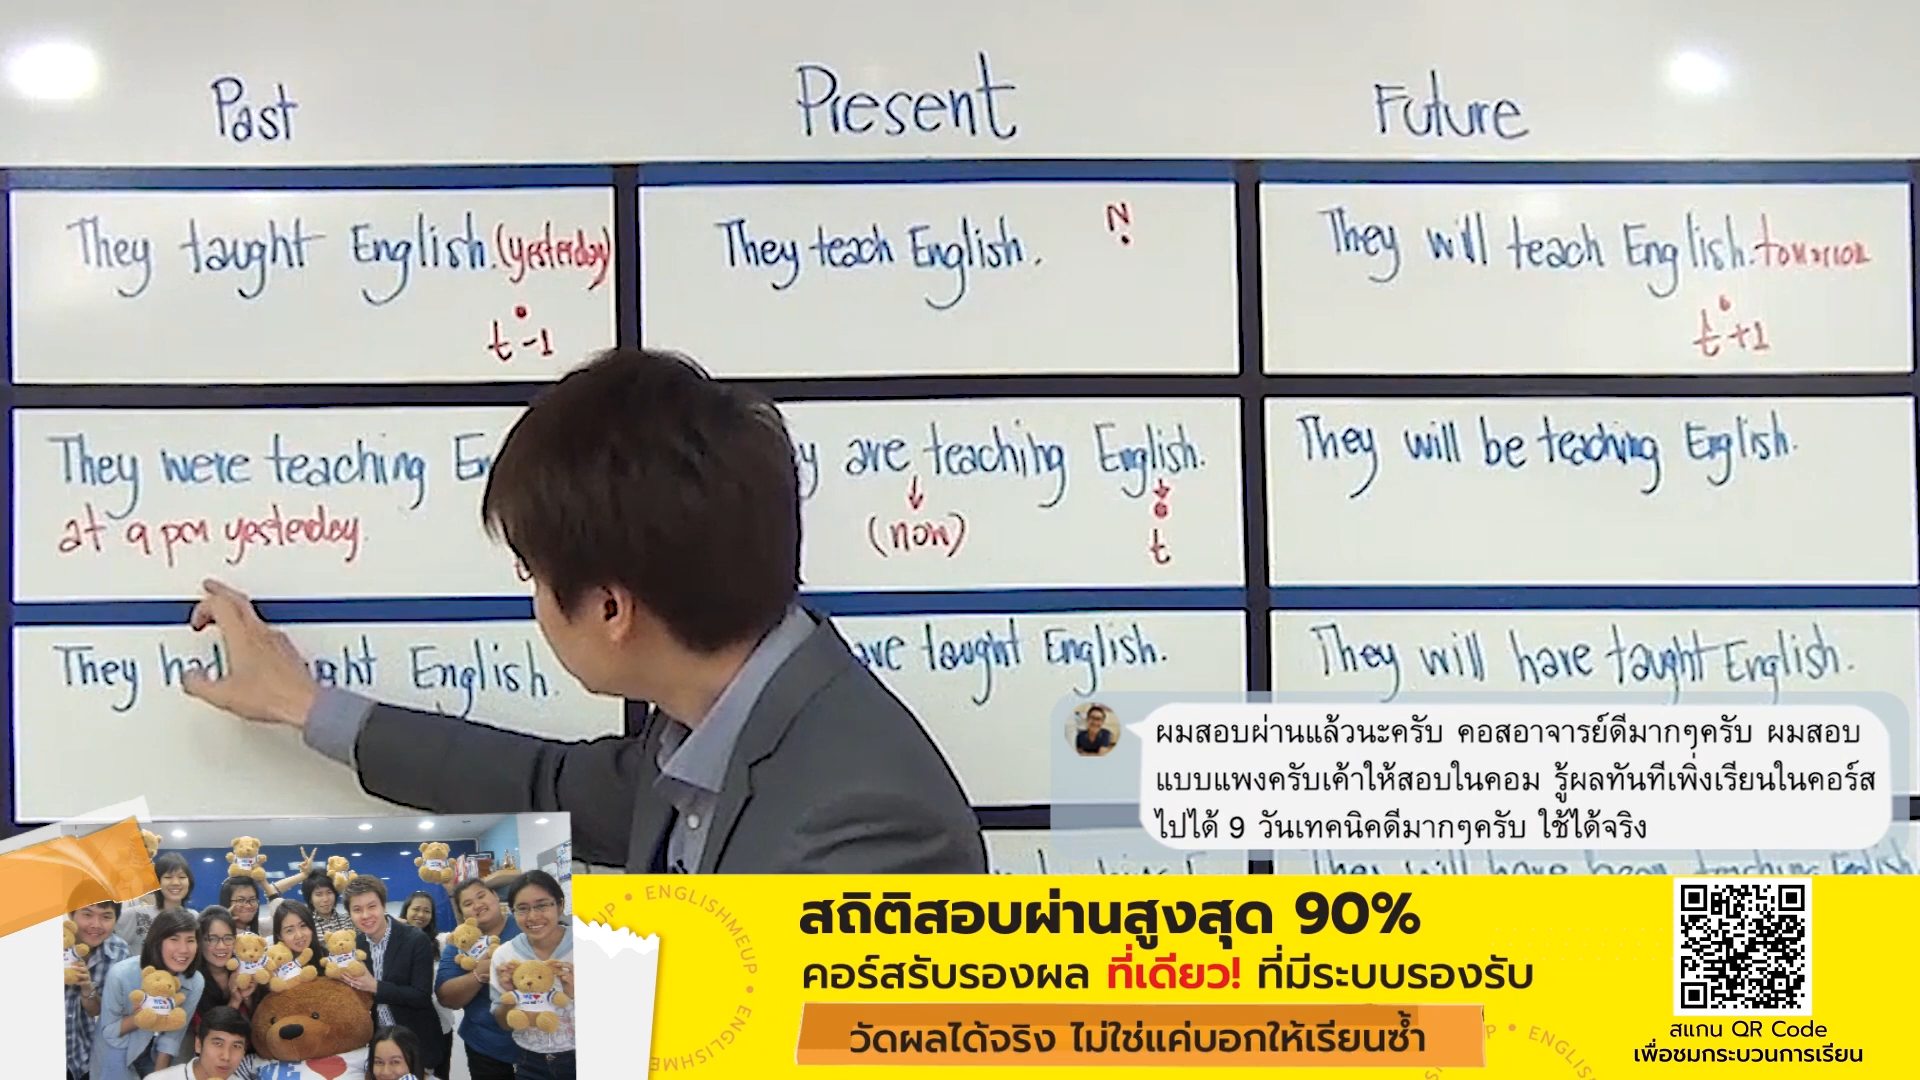 Past
Present
Future
They taught English. (yesterday)
t-1
They teach English.
N
They will teach English. tomorrow
t+1
They were teaching
at 9 pm yesterday.
are teaching English.
(now)
t
They will be teaching English.
They had English.
taught English.
They will have taught English.
ผมสอบผ่านแล้วนะครับ คอสอาจารย์ดีมากๆครับ ผมสอบ
แบบแพงครับเค้าให้สอบในคอม รู้ผลทันทีเพิ่งเรียนในคอร์ส
ไปได้ 9 วันเทคนิคดีมากๆครับ ใช้ได้จริง
They will have been teaching English
ENGLISHMEUP
สถิติสอบผ่านสูงสุด 90%
คอร์สรับรองผล ที่เดียว! ที่มีระบบรองรับ
วัดผลได้จริง ไม่ใช่แค่บอกให้เรียนซ้ำ
สแกน QR Code
เพื่อชมกระบวนการเรียน
WE